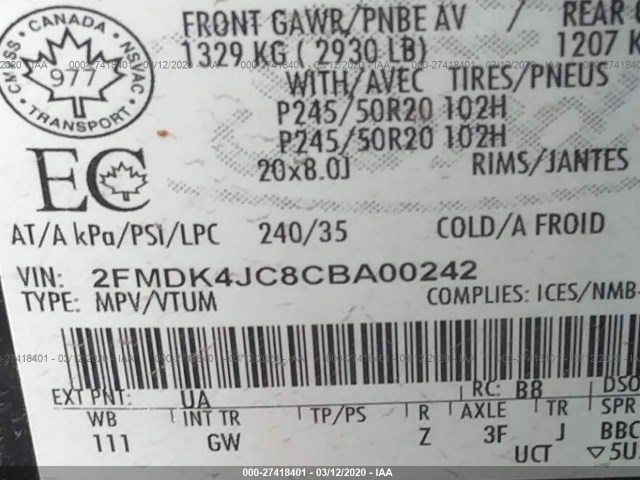 FRONT GAWR/PNBE AV / REAR
1329 KG ( 2930 LB) 1207 K
WITH/AVEC TIRES/PNEUS
P245/50R20 102H
P245/50R20 102H
20x8.0J RIMS/JANTES
CMVSS CANADA NSVAC
977
TRANSPORT
EC
AT/A kPa/PSI/LPC 240/35 COLD/A FROID
VIN: 2FMDK4JC8CBA00242
TYPE: MPV/VTUM COMPLIES: ICES/NMB-
EXT PNT: UA RC: B8 DSO
WB INT TR TP/PS R AXLE TR SPR
111 GW Z 3F J BBC
UCT ▽5U
000-27418401 - 03/12/2020 - IAA